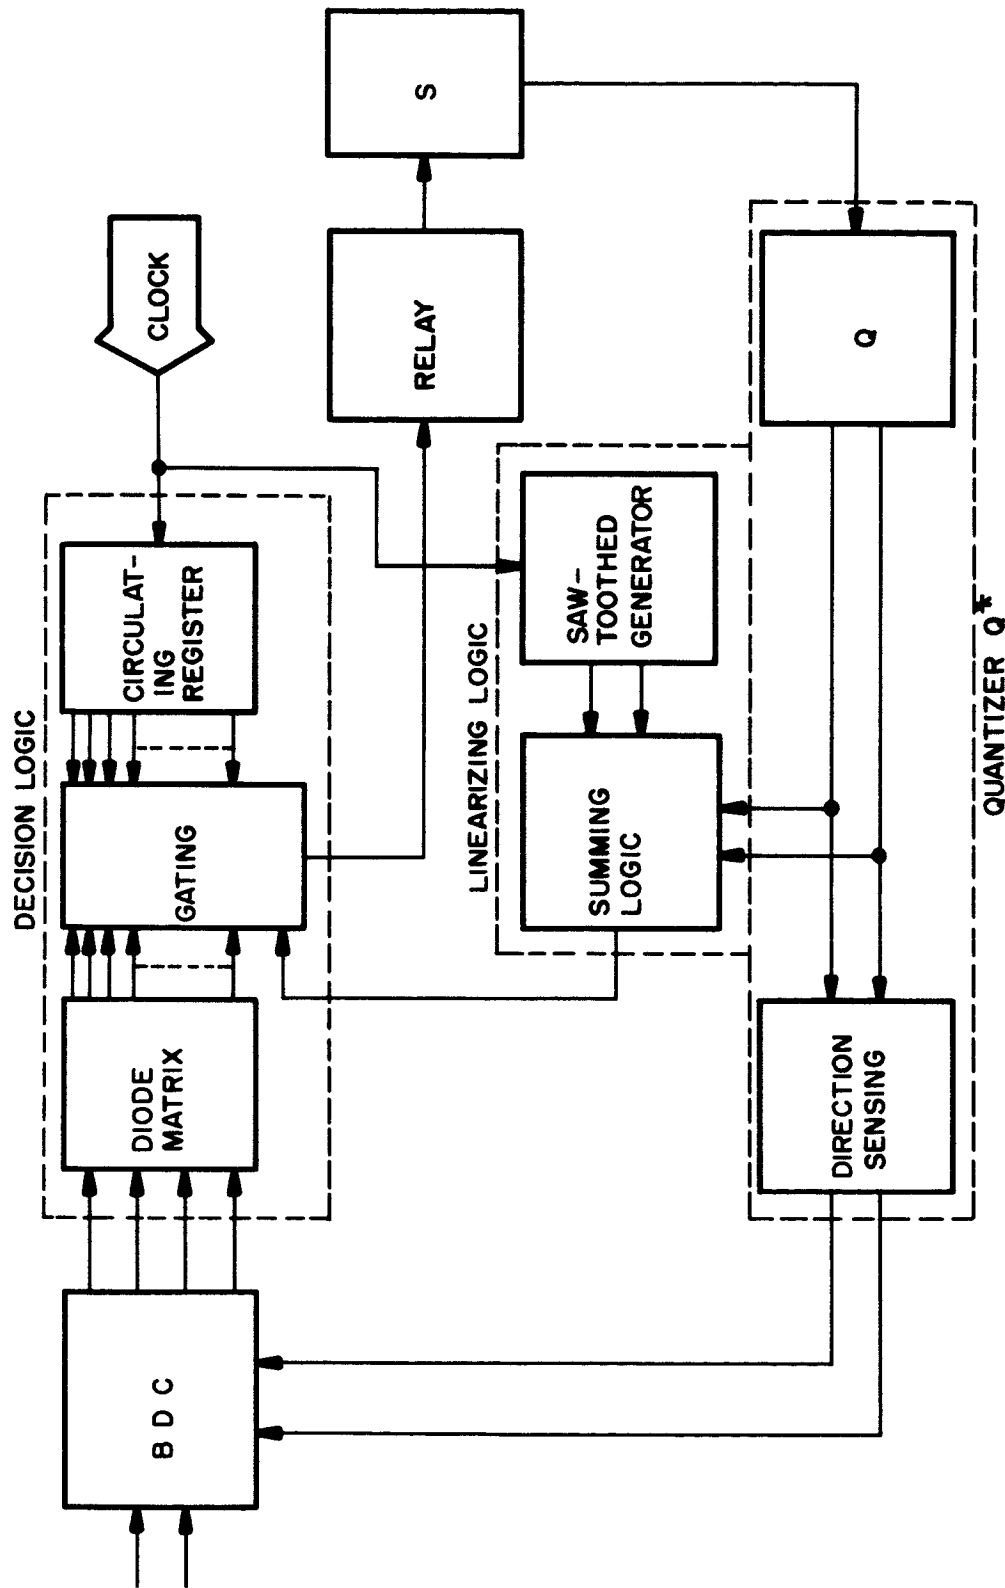 DECISION LOGIC
B D C
DIODE
MATRIX
GATING
CIRCULAT-
ING
REGISTER
CLOCK
RELAY
S
LINEARIZING LOGIC
SUMMING
LOGIC
SAW-
TOOTHED
GENERATOR
DIRECTION
SENSING
Q
QUANTIZER Q*